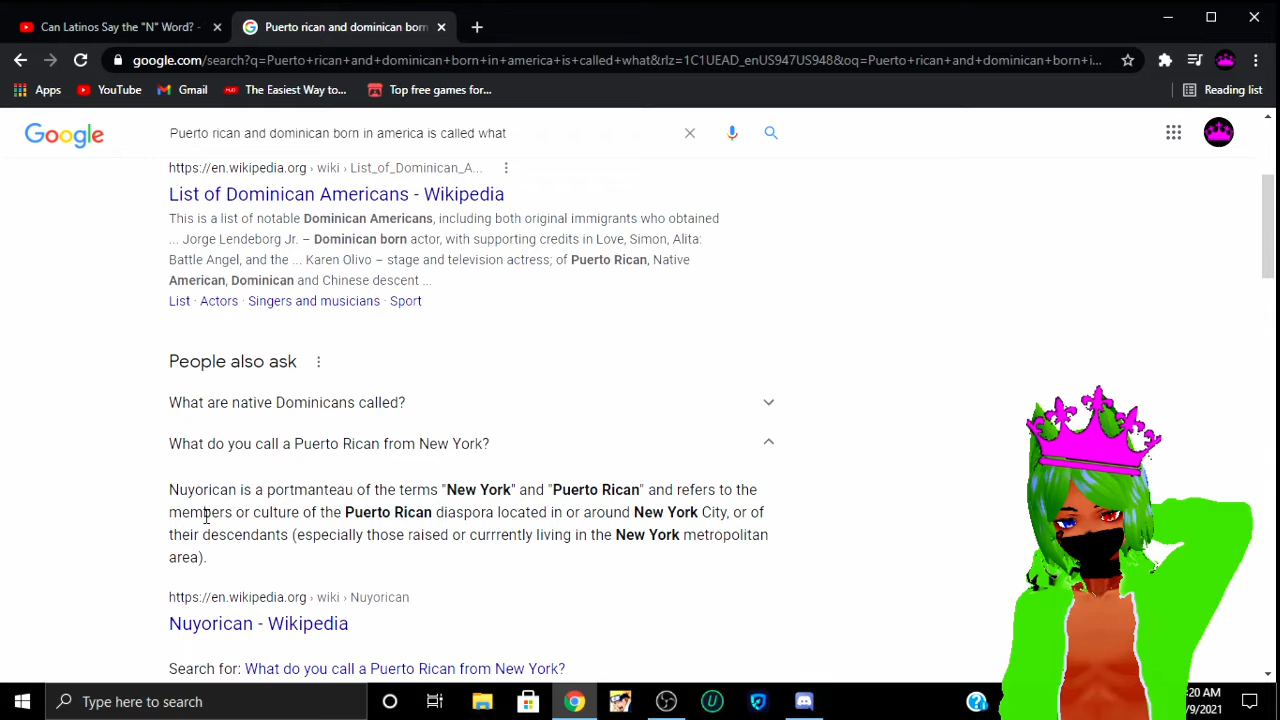 Can Latinos Say the "N" Word? -
Puerto rican and dominican born
google.com/search?q=Puerto+rican+and+dominican+born+in+america+is+called+what&rlz=1C1UEAD_enUS947US948&oq=Puerto+rican+and+dominican+born+i...
Apps
YouTube
Gmail
The Easiest Way to...
Top free games for...
Reading list
Google
Puerto rican and dominican born in america is called what
https://en.wikipedia.org › wiki › List_of_Dominican_A...
List of Dominican Americans - Wikipedia
This is a list of notable Dominican Americans, including both original immigrants who obtained
... Jorge Lendeborg Jr. – Dominican born actor, with supporting credits in Love, Simon, Alita:
Battle Angel, and the ... Karen Olivo – stage and television actress; of Puerto Rican, Native
American, Dominican and Chinese descent ...
List · Actors · Singers and musicians · Sport
People also ask
What are native Dominicans called?
What do you call a Puerto Rican from New York?
Nuyorican is a portmanteau of the terms "New York" and "Puerto Rican" and refers to the
members or culture of the Puerto Rican diaspora located in or around New York City, or of
their descendants (especially those raised or currrently living in the New York metropolitan
area).
https://en.wikipedia.org › wiki › Nuyorican
Nuyorican - Wikipedia
Search for: What do you call a Puerto Rican from New York?
Type here to search
:20 AM
/9/2021